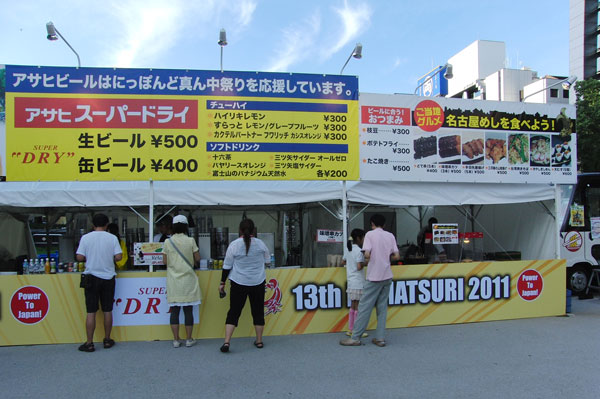 アサヒビールはにっぽんど真ん中祭りを応援しています。
アサヒ スーパードライ
SUPER
"DRY"
生ビール ¥500
缶ビール ¥400
チューハイ
ハイリキレモン ¥300
すらっと レモン/グレープフルーツ ¥300
カクテルパートナー ブワリッチ カシスオレンジ ¥300
ソフトドリンク
十六茶
三ツ矢サイダー オールゼロ
バヤリースオレンジ
三ツ矢塩サイダー
富士山のバナジウム天然水
各¥200
ビールに合う!
おつまみ
枝豆 ¥300
ポテトフライ ¥300
たこ焼き ¥500
ご当地
グルメ
名古屋めしを食べよう!
Power To
Japan!
SUPER
"DRY"
13th
MATSURI 2011
Power To
Japan!